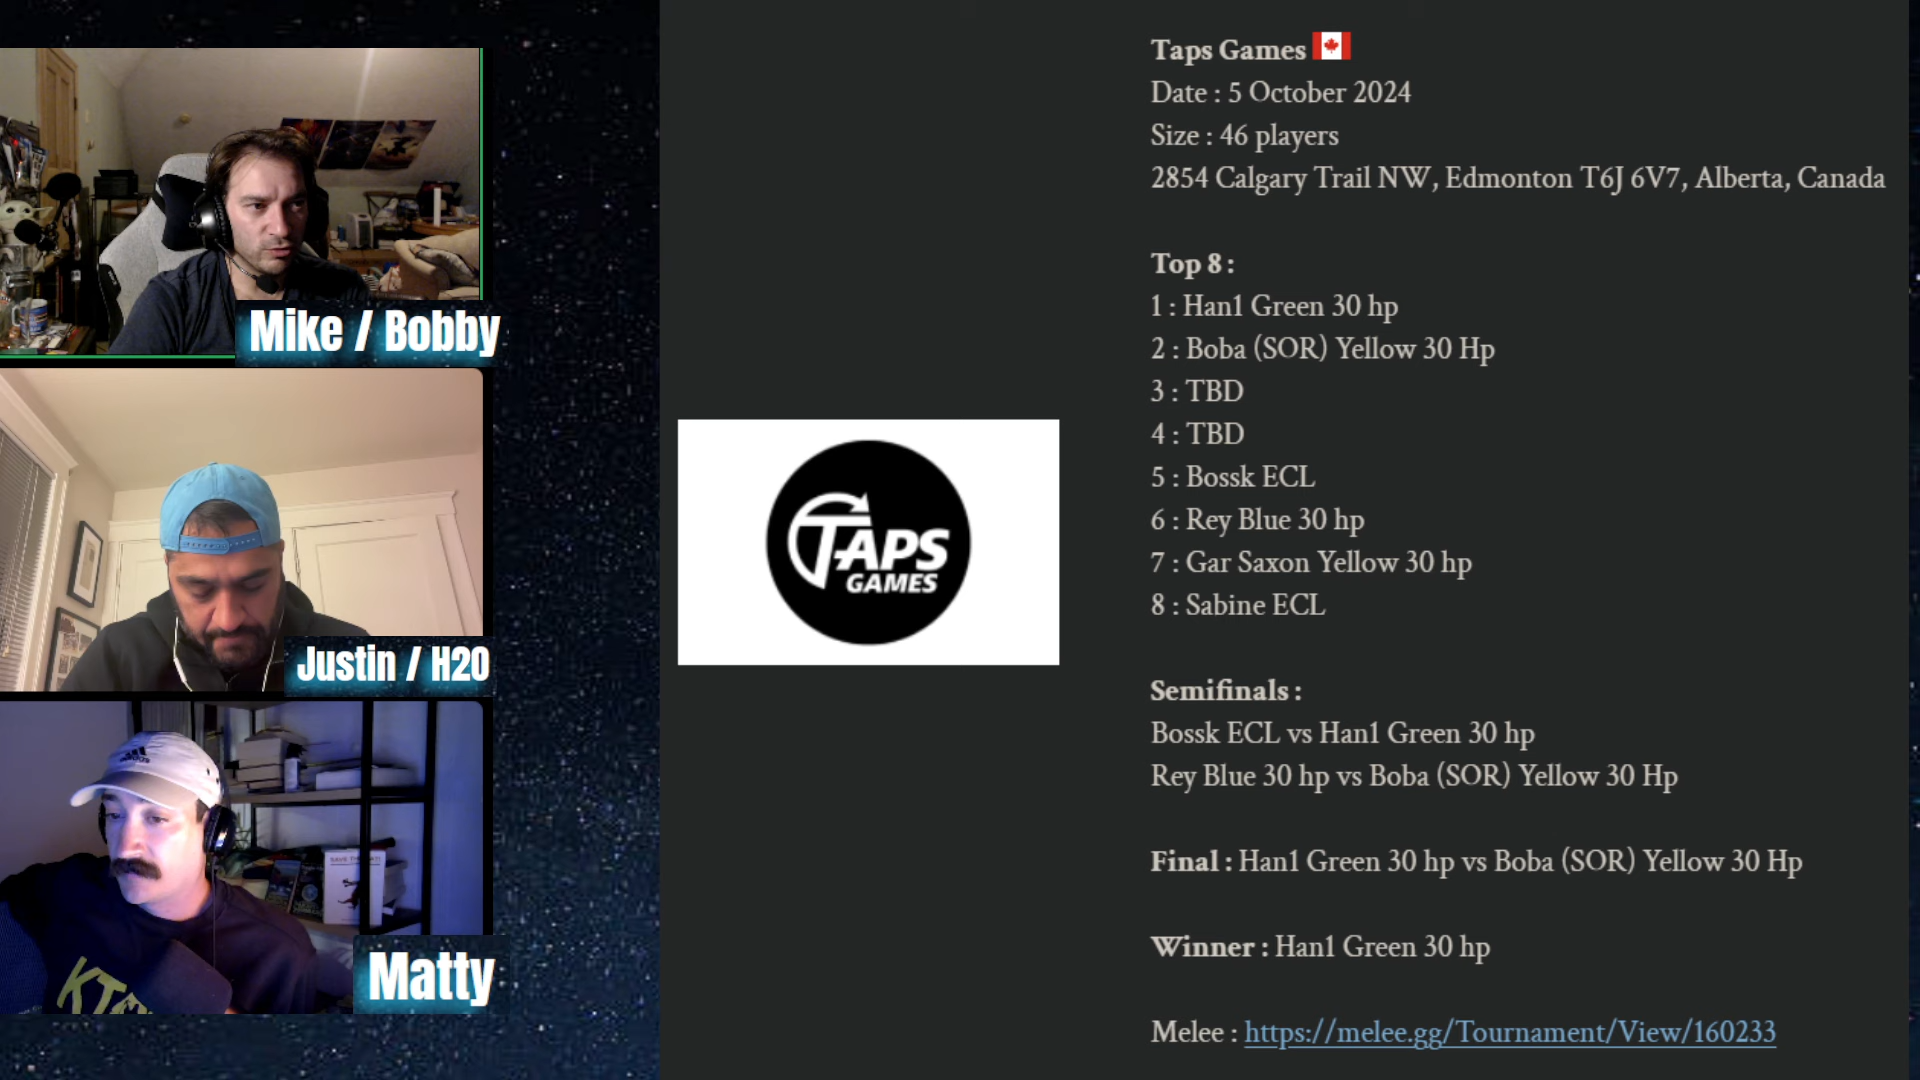 Mike / Bobby
Justin / H20
adidas
Matty
TAPS
GAMES
Taps Games
Date : 5 October 2024
Size : 46 players
2854 Calgary Trail NW, Edmonton T6J 6V7, Alberta, Canada
Top 8 :
1 : Han1 Green 30 hp
2 : Boba (SOR) Yellow 30 Hp
3 : TBD
4 : TBD
5 : Bossk ECL
6 : Rey Blue 30 hp
7 : Gar Saxon Yellow 30 hp
8 : Sabine ECL
Semifinals :
Bossk ECL vs Han1 Green 30 hp
Rey Blue 30 hp vs Boba (SOR) Yellow 30 Hp
Final : Han1 Green 30 hp vs Boba (SOR) Yellow 30 Hp
Winner : Han1 Green 30 hp
Melee : https://melee.gg/Tournament/View/160233